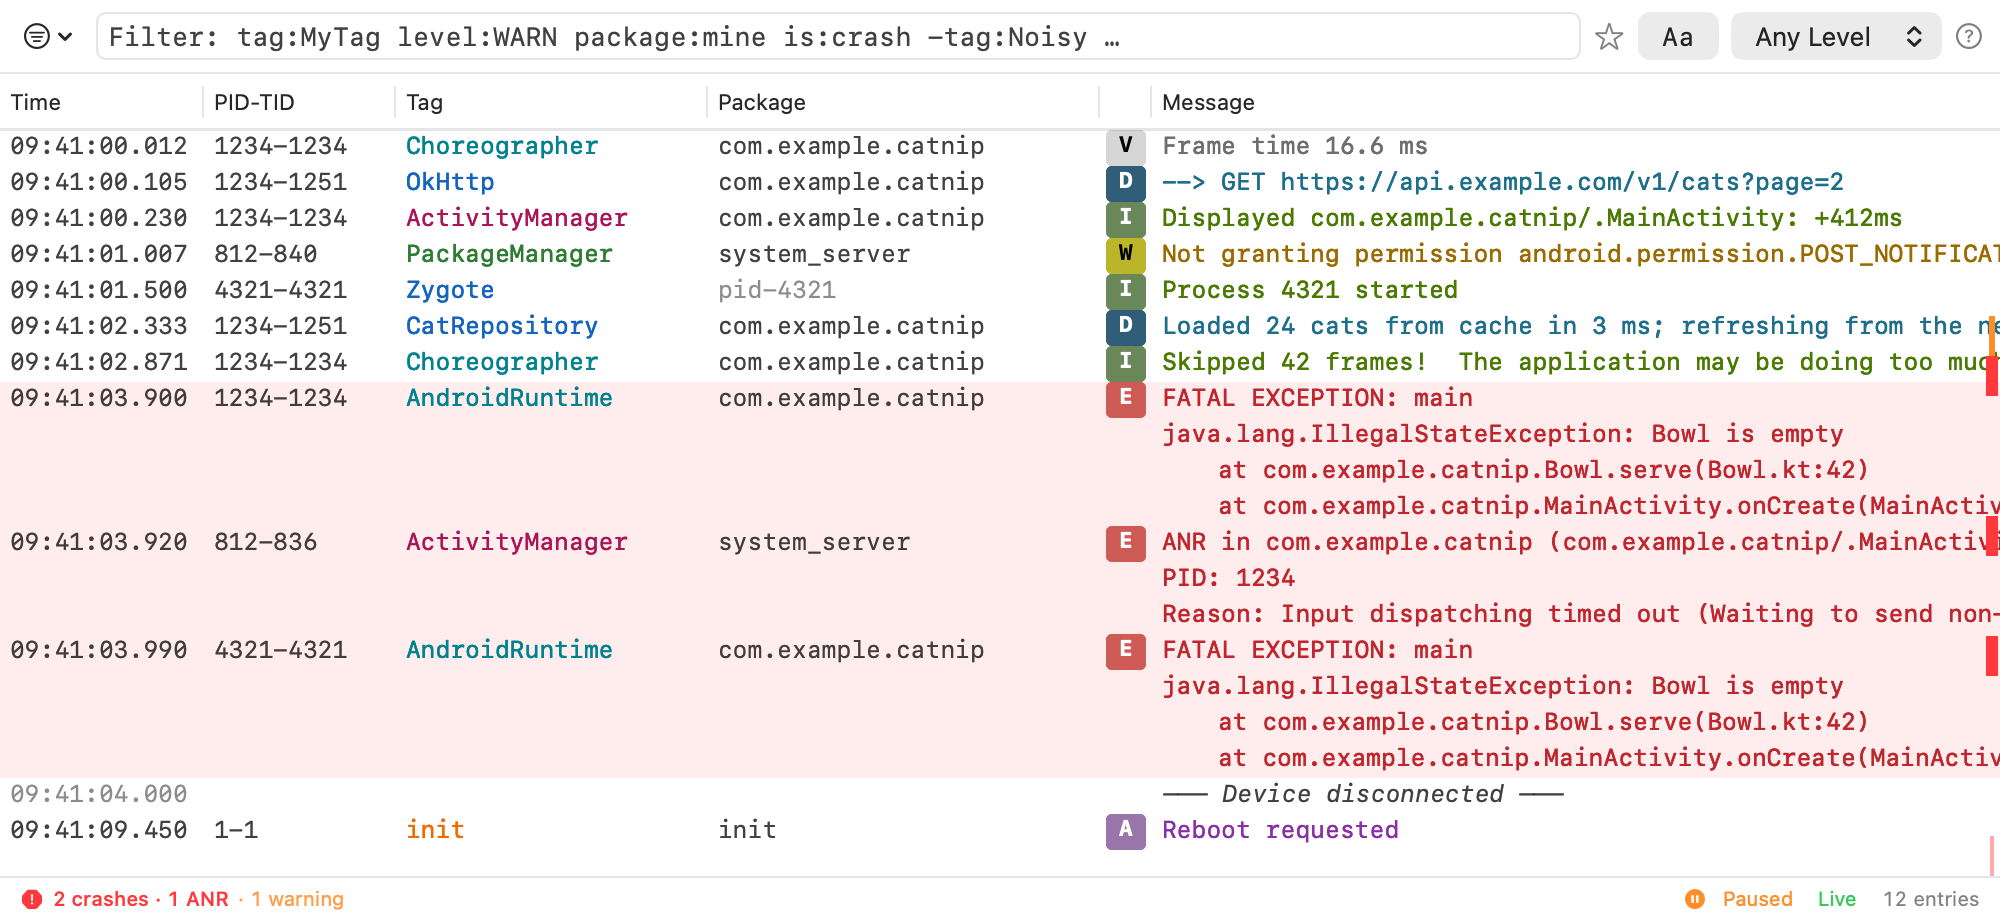 Filter: tag:MyTag level:WARN package:mine is:crash -tag:Noisy … Aa Any Level ?
Time PID-TID Tag Package Message
09:41:00.012 1234-1234 Choreographer com.example.catnip V Frame time 16.6 ms
09:41:00.105 1234-1251 OkHttp com.example.catnip D --> GET https://api.example.com/v1/cats?page=2
09:41:00.230 1234-1234 ActivityManager com.example.catnip I Displayed com.example.catnip/.MainActivity: +412ms
09:41:01.007 812-840 PackageManager system_server W Not granting permission android.permission.POST_NOTIFICAT
09:41:01.500 4321-4321 Zygote pid-4321 I Process 4321 started
09:41:02.333 1234-1251 CatRepository com.example.catnip D Loaded 24 cats from cache in 3 ms; refreshing from the ne
09:41:02.871 1234-1234 Choreographer com.example.catnip I Skipped 42 frames!  The application may be doing too muc
09:41:03.900 1234-1234 AndroidRuntime com.example.catnip E FATAL EXCEPTION: main
java.lang.IllegalStateException: Bowl is empty
at com.example.catnip.Bowl.serve(Bowl.kt:42)
at com.example.catnip.MainActivity.onCreate(MainActiv
09:41:03.920 812-836 ActivityManager system_server E ANR in com.example.catnip (com.example.catnip/.MainActivi
PID: 1234
Reason: Input dispatching timed out (Waiting to send non-
09:41:03.990 4321-4321 AndroidRuntime com.example.catnip E FATAL EXCEPTION: main
java.lang.IllegalStateException: Bowl is empty
at com.example.catnip.Bowl.serve(Bowl.kt:42)
at com.example.catnip.MainActivity.onCreate(MainActiv
09:41:04.000 ——— Device disconnected ———
09:41:09.450 1-1 init init A Reboot requested
2 crashes · 1 ANR · 1 warning Paused Live 12 entries